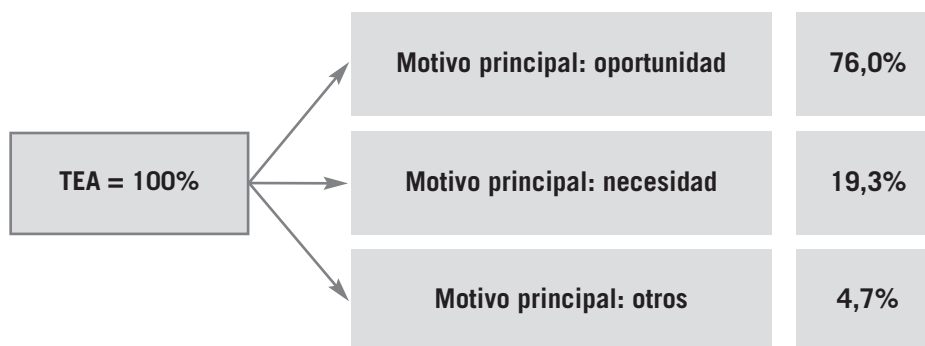 Motivo principal: oportunidad 76,0%
TEA = 100%
Motivo principal: necesidad 19,3%
Motivo principal: otros 4,7%